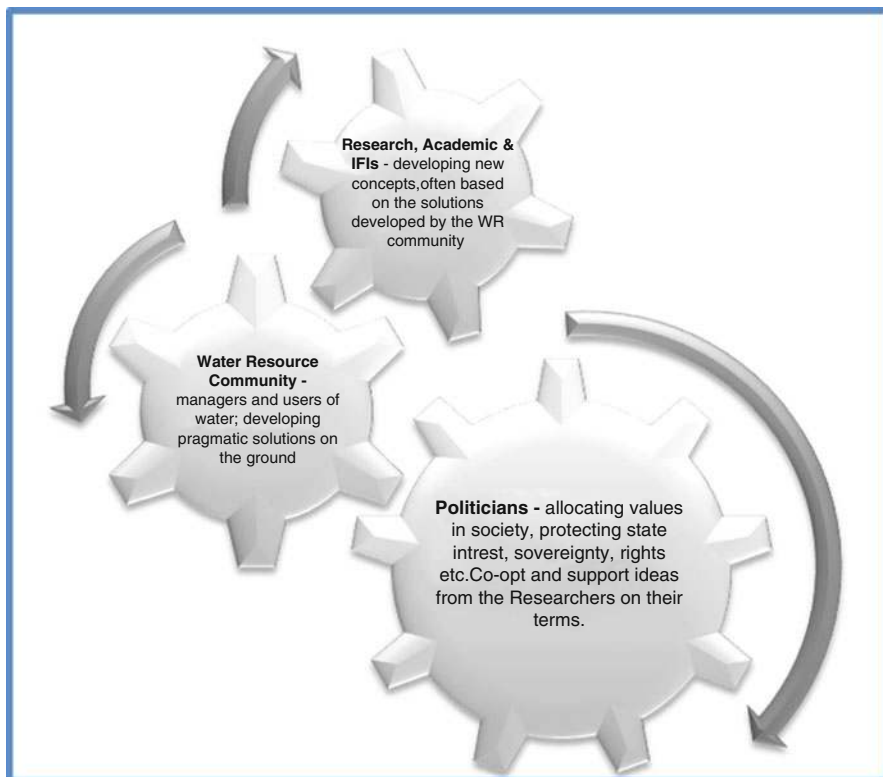 Research, Academic &
IFIs - developing new
concepts,often based
on the solutions
developed by the WR
community
Water Resource
Community -
managers and users of
water; developing
pragmatic solutions on
the ground
Politicians - allocating values
in society, protecting state
intrest, sovereignty, rights
etc.Co-opt and support ideas
from the Researchers on their
terms.